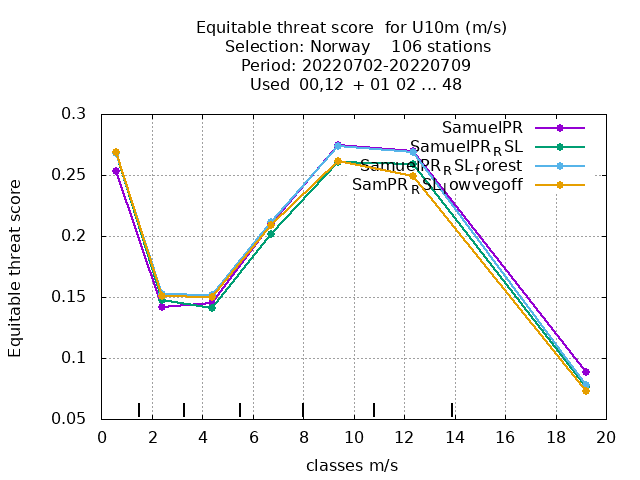 Equitable threat score  for U10m (m/s)
Selection: Norway    106 stations
Period: 20220702-20220709
Used  00,12  + 01 02 ... 48
0.3
0.25
0.2
0.15
0.1
0.05
Equitable threat score
SamuelPR
SamuelPR_RSL
SamuelPR_RSL_forest
SamPR_RSL_lowvegoff
0 2 4 6 8 10 12 14 16 18 20
classes m/s